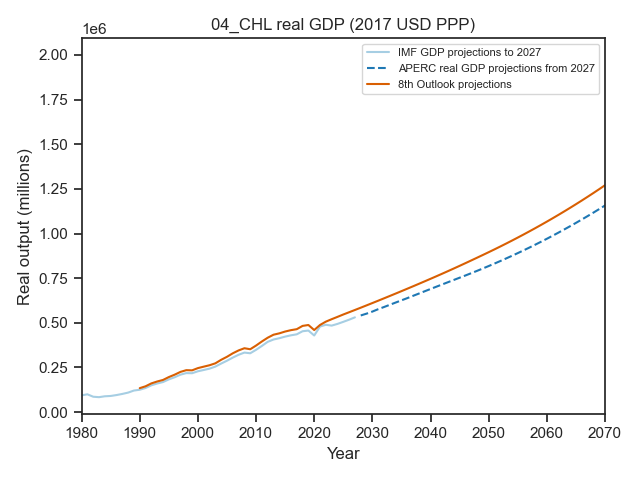 04_CHL real GDP (2017 USD PPP)
1e6
IMF GDP projections to 2027
APERC real GDP projections from 2027
8th Outlook projections
Real output (millions)
2.00
1.75
1.50
1.25
1.00
0.75
0.50
0.25
0.00
1980 1990 2000 2010 2020 2030 2040 2050 2060 2070
Year